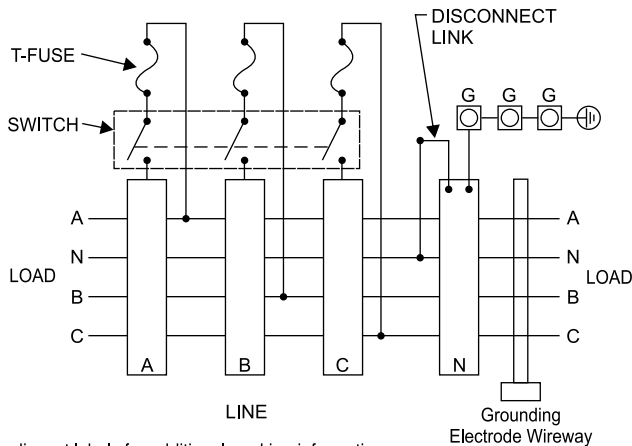 DISCONNECT
LINK
T-FUSE
G G G
SWITCH
A A
N N
LOAD LOAD
B B
C C
A B C N
LINE
Grounding
Electrode Wireway